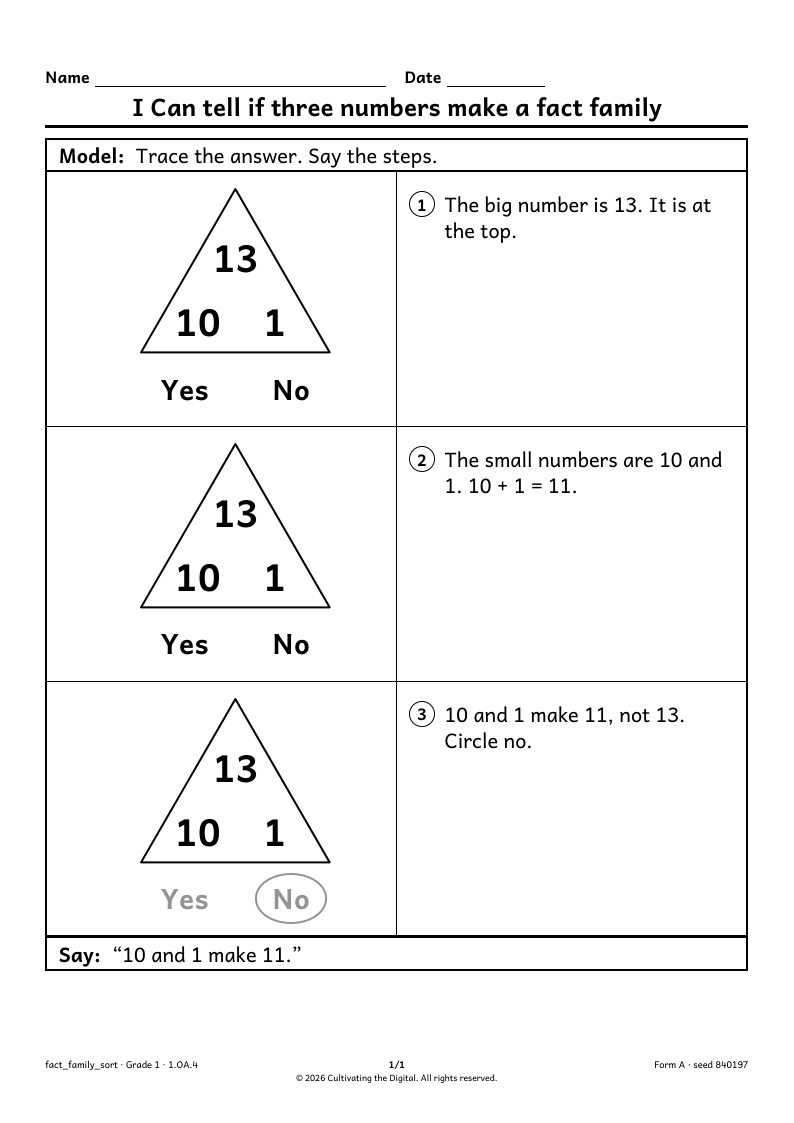 Name Date
I Can tell if three numbers make a fact family
Model: Trace the answer. Say the steps.
13
10 1
Yes No
1 The big number is 13. It is at
the top.
13
10 1
Yes No
2 The small numbers are 10 and
1. 10 + 1 = 11.
13
10 1
Yes No
3 10 and 1 make 11, not 13.
Circle no.
Say: “10 and 1 make 11.”
fact_family_sort · Grade 1 · 1.OA.4 1/1 Form A · seed 840197
© 2026 Cultivating the Digital. All rights reserved.